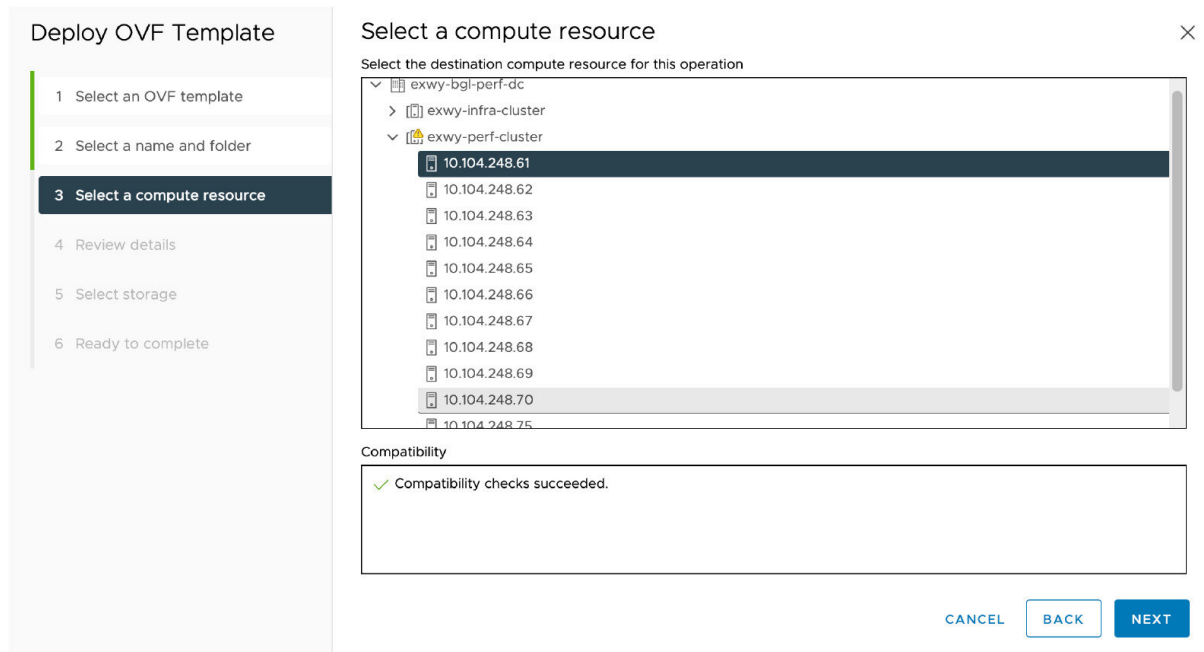 Deploy OVF Template
1 Select an OVF template
2 Select a name and folder
3 Select a compute resource
4 Review details
5 Select storage
6 Ready to complete
Select a compute resource
Select the destination compute resource for this operation
exwy-bgl-perf-dc
exwy-infra-cluster
exwy-perf-cluster
10.104.248.61
10.104.248.62
10.104.248.63
10.104.248.64
10.104.248.65
10.104.248.66
10.104.248.67
10.104.248.68
10.104.248.69
10.104.248.70
10.104.248.75
Compatibility
Compatibility checks succeeded.
CANCEL
BACK
NEXT